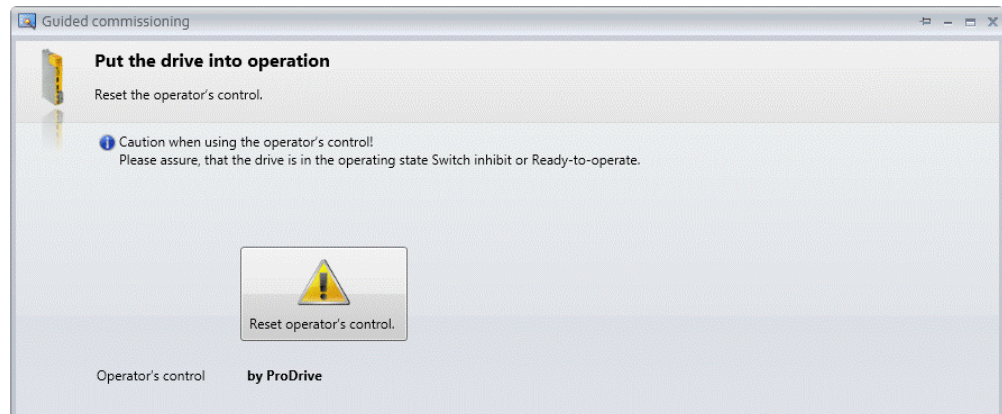 Guided commissioning
Put the drive into operation
Reset the operator's control.
Caution when using the operator's control!
Please assure, that the drive is in the operating state Switch inhibit or Ready-to-operate.
Reset operator's control.
Operator's control by ProDrive